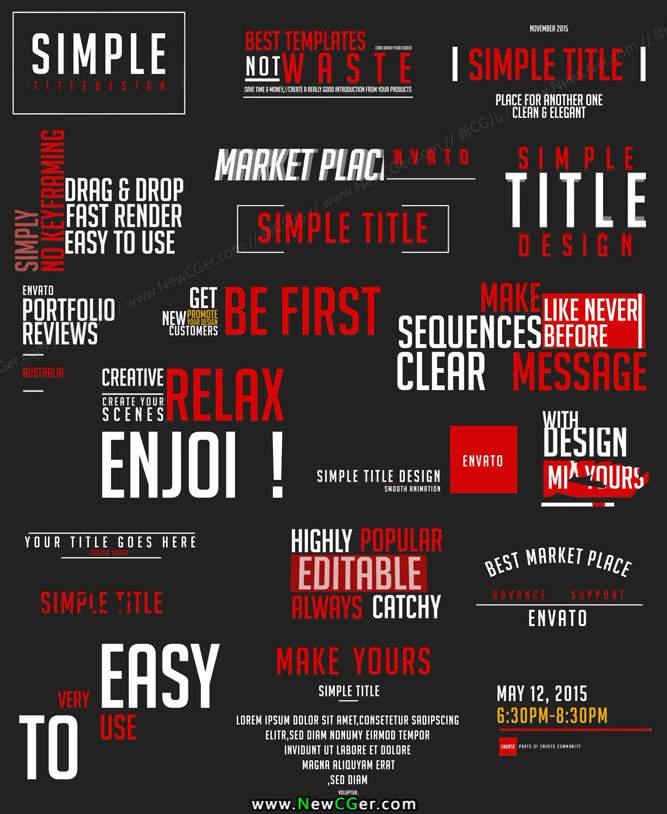 SIMPLE
TITLEDESIGN
BEST TEMPLATES
NOT WASTE
SAVE TIME & MONEY,//CREATE A REALLY GOOD INTRODUCTION FROM YOUR PRODUCTS
NOVEMBER 2015
SIMPLE TITLE
PLACE FOR ANOTHER ONE
CLEAN & ELEGANT
SIMPLY
NO KEYFRAMING
DRAG & DROP
FAST RENDER
EASY TO USE
MARKET PLAC
NVATO
SIMPLE TITLE
SIMPLE
TITLE
DESIGN
ENVATO
PORTFOLIO
REVIEWS
AUSTRALIA
GET
NEW
PROMOTE
YOUR DESIGN
CUSTOMERS
BE FIRST
MAKE
SEQUENCES
CLEAR
LIKE NEVER
BEFORE
MESSAGE
CREATIVE
CREATE YOUR
SCENES
RELAX
ENJOI !
SIMPLE TITLE DESIGN
SMOOTH ANIMATION
ENVATO
WITH
DESIGN
MIX YOURS
YOUR TITLE GOES HERE
DESIGN YOURS
SIMPLE TITLE
HIGHLY POPULAR
EDITABLE
ALWAYS CATCHY
BEST MARKET PLACE
ADVANCE SUPPORT
ENVATO
EASY
VERY
USE
TO
MAKE YOURS
SIMPLE TITLE
LOREM IPSUM DOLOR SIT AMET,CONSETETUR SADIPSCING
ELITR,SED DIAM NONUMY EIRMOD TEMPOR
INVIDUNT UT LABORE ET DOLORE
MAGNA ALIQUYAM ERAT
,SED DIAM
VOLUPTUA.
MAY 12, 2015
6:30PM-8:30PM
ENVATO
PARTS OF ENVATO COMMUNITY
www.NewCGer.com